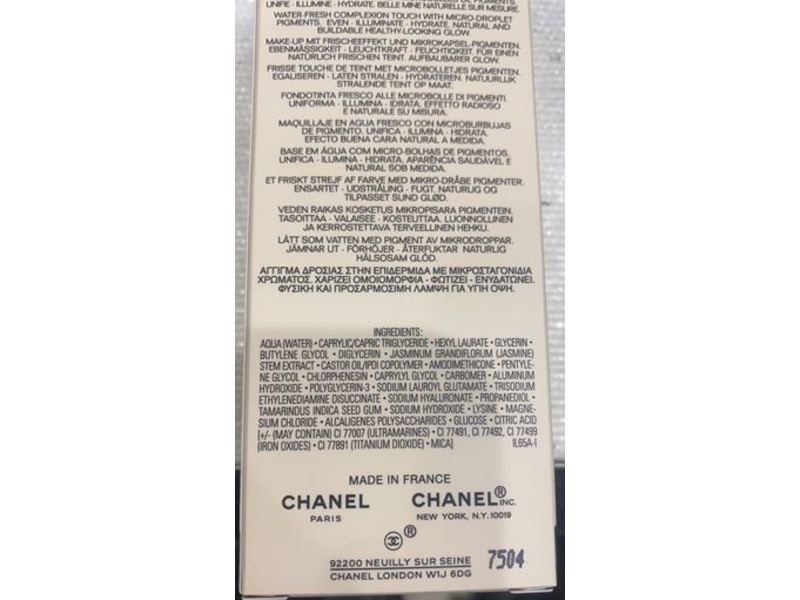 UNIFIE - ILLUMINE - HYDRATE. BELLE MINE NATURELLE SUR MESURE.
WATER-FRESH COMPLEXION TOUCH WITH MICRO-DROPLET
PIGMENTS. EVEN - ILLUMINATE - HYDRATE. NATURAL AND
BUILDABLE HEALTHY-LOOKING GLOW.
MAKE-UP MIT FRISCHEEFFEKT UND MIKROKAPSEL-PIGMENTEN.
EBENMÄSSIGKEIT - LEUCHTKRAFT - FEUCHTIGKEIT. FÜR EINEN
NATÜRLICH FRISCHEN TEINT. AUFBAUBARER GLOW.
FRISSE TOUCHE DE TEINT MET MICROBOLLETJES PIGMENTEN.
EGALISEREN - LATEN STRALEN - HYDRATEREN. NATUURLIJK
STRALENDE TEINT OP MAAT.
FONDOTINTA FRESCO ALLE MICROBOLLE DI PIGMENTI.
UNIFORMA - ILLUMINA - IDRATA. EFFETTO RADIOSO
E NATURALE SU MISURA.
MAQUILLAJE EN AGUA FRESCO CON MICROBURBUJAS
DE PIGMENTO. UNIFICA - ILUMINA - HIDRATA.
EFECTO BUENA CARA NATURAL A MEDIDA.
BASE EM ÁGUA COM MICRO-BOLHAS DE PIGMENTOS.
UNIFICA - ILUMINA - HIDRATA. APARÊNCIA SAUDÁVEL E
NATURAL SOB MEDIDA.
ET FRISKT STREJF AF FARVE MED MIKRO-DRÅBE PIGMENTER.
ENSARTET - UDSTRÅLING - FUGT. NATURLIG OG
TILPASSET SUND GLØD.
VEDEN RAIKAS KOSKETUS MIKROPISARA PIGMENTEIN.
TASOITTAA - VALAISEE - KOSTEUTTAA. LUONNOLLINEN
JA KERROSTETTAVA TERVEELLINEN HEHKU.
LÄTT SOM VATTEN MED PIGMENT AV MIKRODROPPAR.
JÄMNAR UT - FÖRHÖJER - ÅTERFUKTAR NATURLIG
HÄLSOSAM GLÖD.
ΑΓΓΙΓΜΑ ΔΡΟΣΙΑΣ ΣΤΗΝ ΕΠΙΔΕΡΜΙΔΑ ΜΕ ΜΙΚΡΟΣΤΑΓΟΝΙΔΙΑ
ΧΡΩΜΑΤΟΣ. ΧΑΡΙΖΕΙ ΟΜΟΙΟΜΟΡΦΙΑ - ΦΩΤΙΖΕΙ - ΕΝΥΔΑΤΩΝΕΙ.
ΦΥΣΙΚΗ ΚΑΙ ΠΡΟΣΑΡΜΟΣΙΜΗ ΛΑΜΨΗ ΓΙΑ ΥΓΙΗ ΟΨΗ.
INGREDIENTS:
AQUA (WATER) • CAPRYLIC/CAPRIC TRIGLYCERIDE • HEXYL LAURATE • GLYCERIN •
BUTYLENE GLYCOL • DIGLYCERIN • JASMINUM GRANDIFLORUM (JASMINE)
STEM EXTRACT • CASTOR OIL/IPDI COPOLYMER • AMODIMETHICONE • PENTYLE-
NE GLYCOL • CHLORPHENESIN • CAPRYLYL GLYCOL • CARBOMER • ALUMINUM
HYDROXIDE • POLYGLYCERIN-3 • SODIUM LAUROYL GLUTAMATE • TRISODIUM
ETHYLENEDIAMINE DISUCCINATE • SODIUM HYALURONATE • PROPANEDIOL •
TAMARINDUS INDICA SEED GUM • SODIUM HYDROXIDE • LYSINE • MAGNE-
SIUM CHLORIDE • ALCALIGENES POLYSACCHARIDES • GLUCOSE • CITRIC ACID
[+/- (MAY CONTAIN) CI 77007 (ULTRAMARINES) • CI 77491, CI 77492, CI 77499
(IRON OXIDES) • CI 77891 (TITANIUM DIOXIDE) • MICA] IL65A-I
MADE IN FRANCE
CHANEL CHANEL® INC.
PARIS NEW YORK, N.Y. 10019
®
92200 NEUILLY SUR SEINE 7504
CHANEL LONDON W1J 6DG